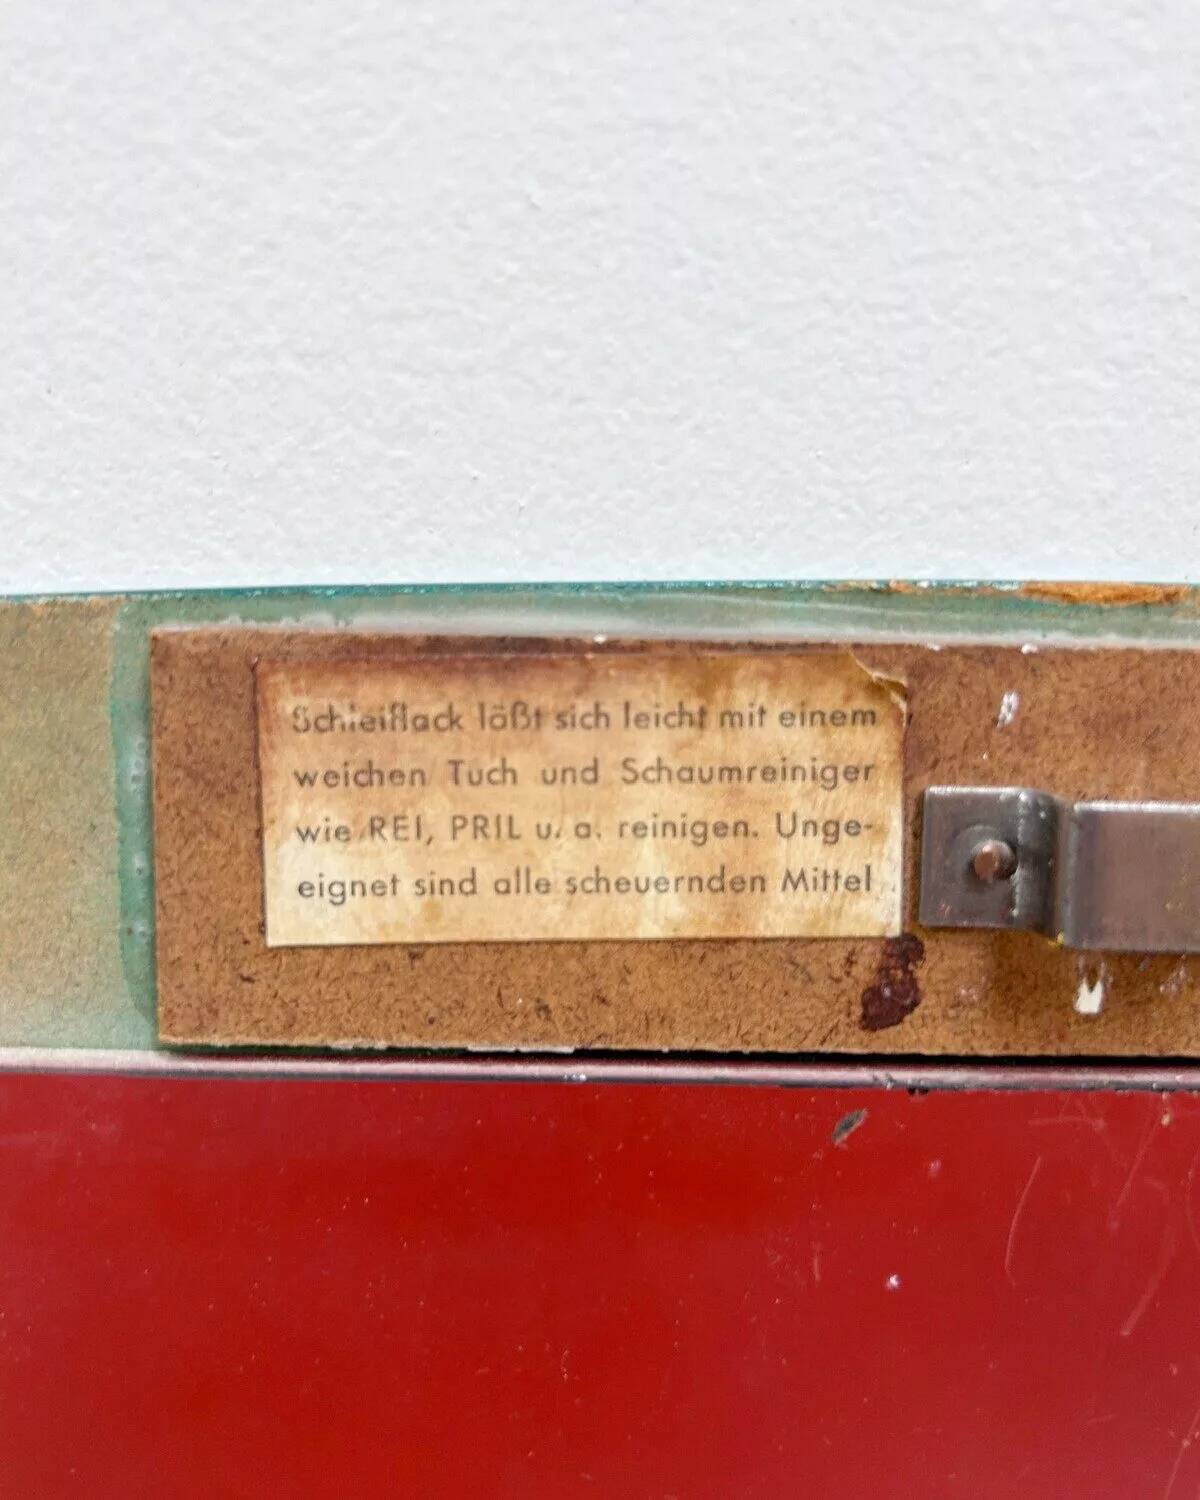 Schleiflack läßt sich leicht mit einem
weichen Tuch und Schaumreiniger
wie REI, PRIL u. a. reinigen. Unge-
eignet sind alle scheuernden Mittel.